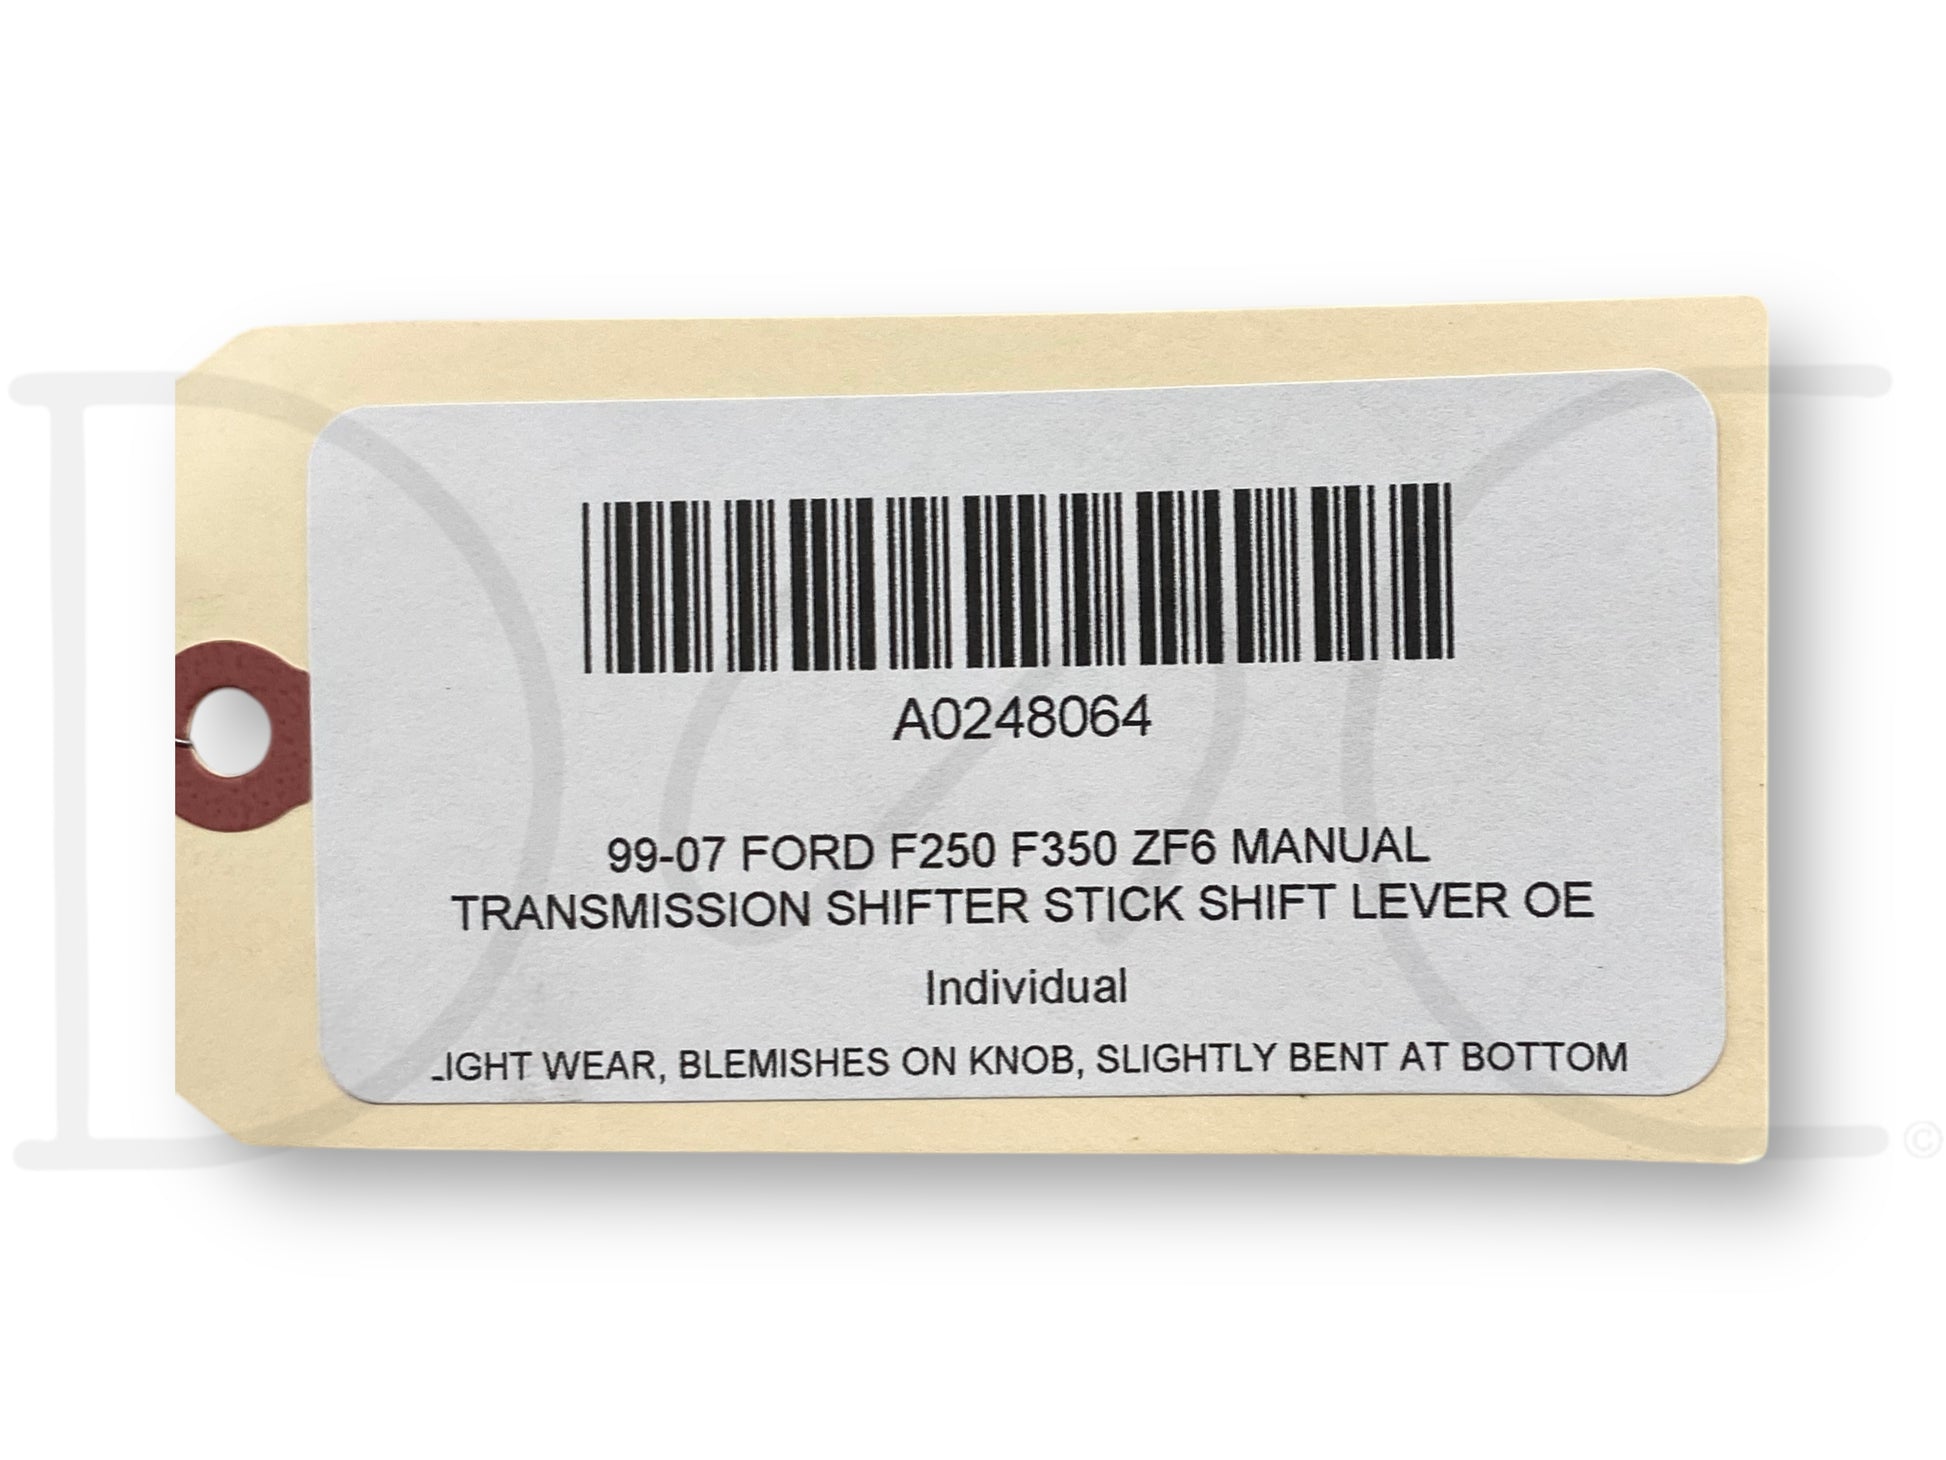 A0248064
99-07 FORD F250 F350 ZF6 MANUAL
TRANSMISSION SHIFTER STICK SHIFT LEVER OE
Individual
WEAR, BLEMISHES ON KNOB, SLIGHTLY BENT AT BOTTOM
©